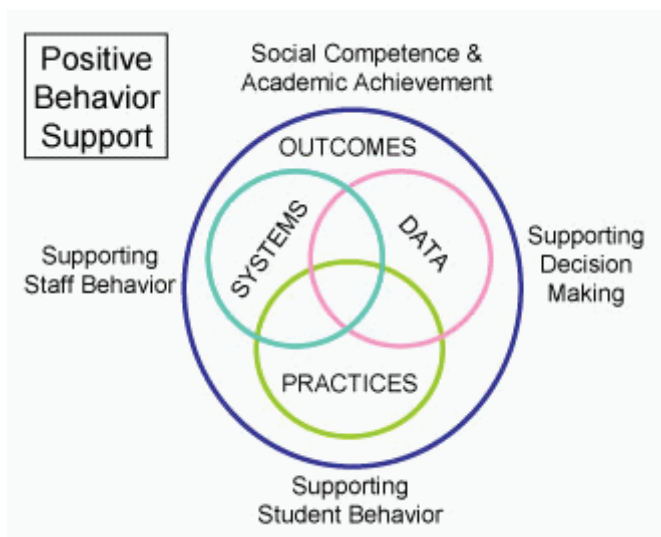 Positive
Behavior
Support
Social Competence &
Academic Achievement
OUTCOMES
SYSTEMS
DATA
Supporting
Staff Behavior
Supporting
Decision
Making
PRACTICES
Supporting
Student Behavior